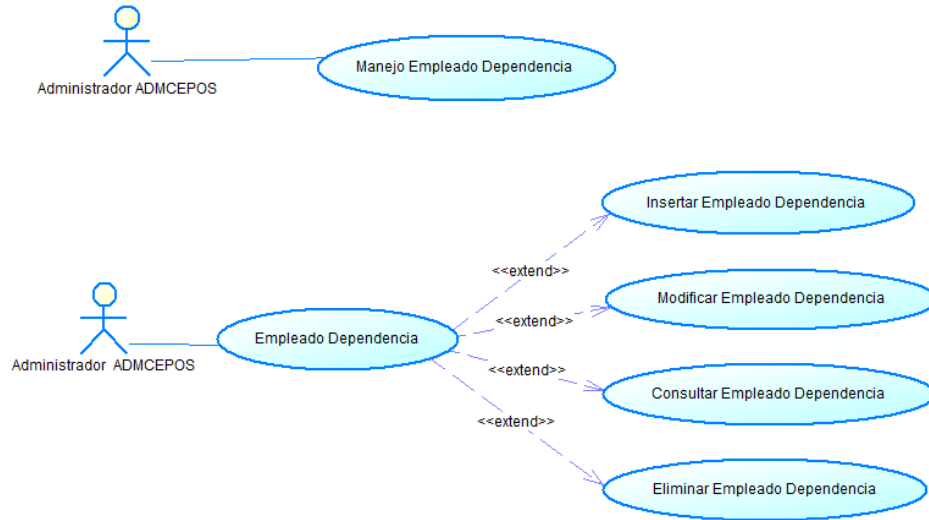 Manejo Empleado Dependencia
Administrador ADMCEPOS
Insertar Empleado Dependencia
<<extend>>
Modificar Empleado Dependencia
<<extend>>
Empleado Dependencia
Administrador ADMCEPOS
<<extend>>
Consultar Empleado Dependencia
<<extend>>
Eliminar Empleado Dependencia